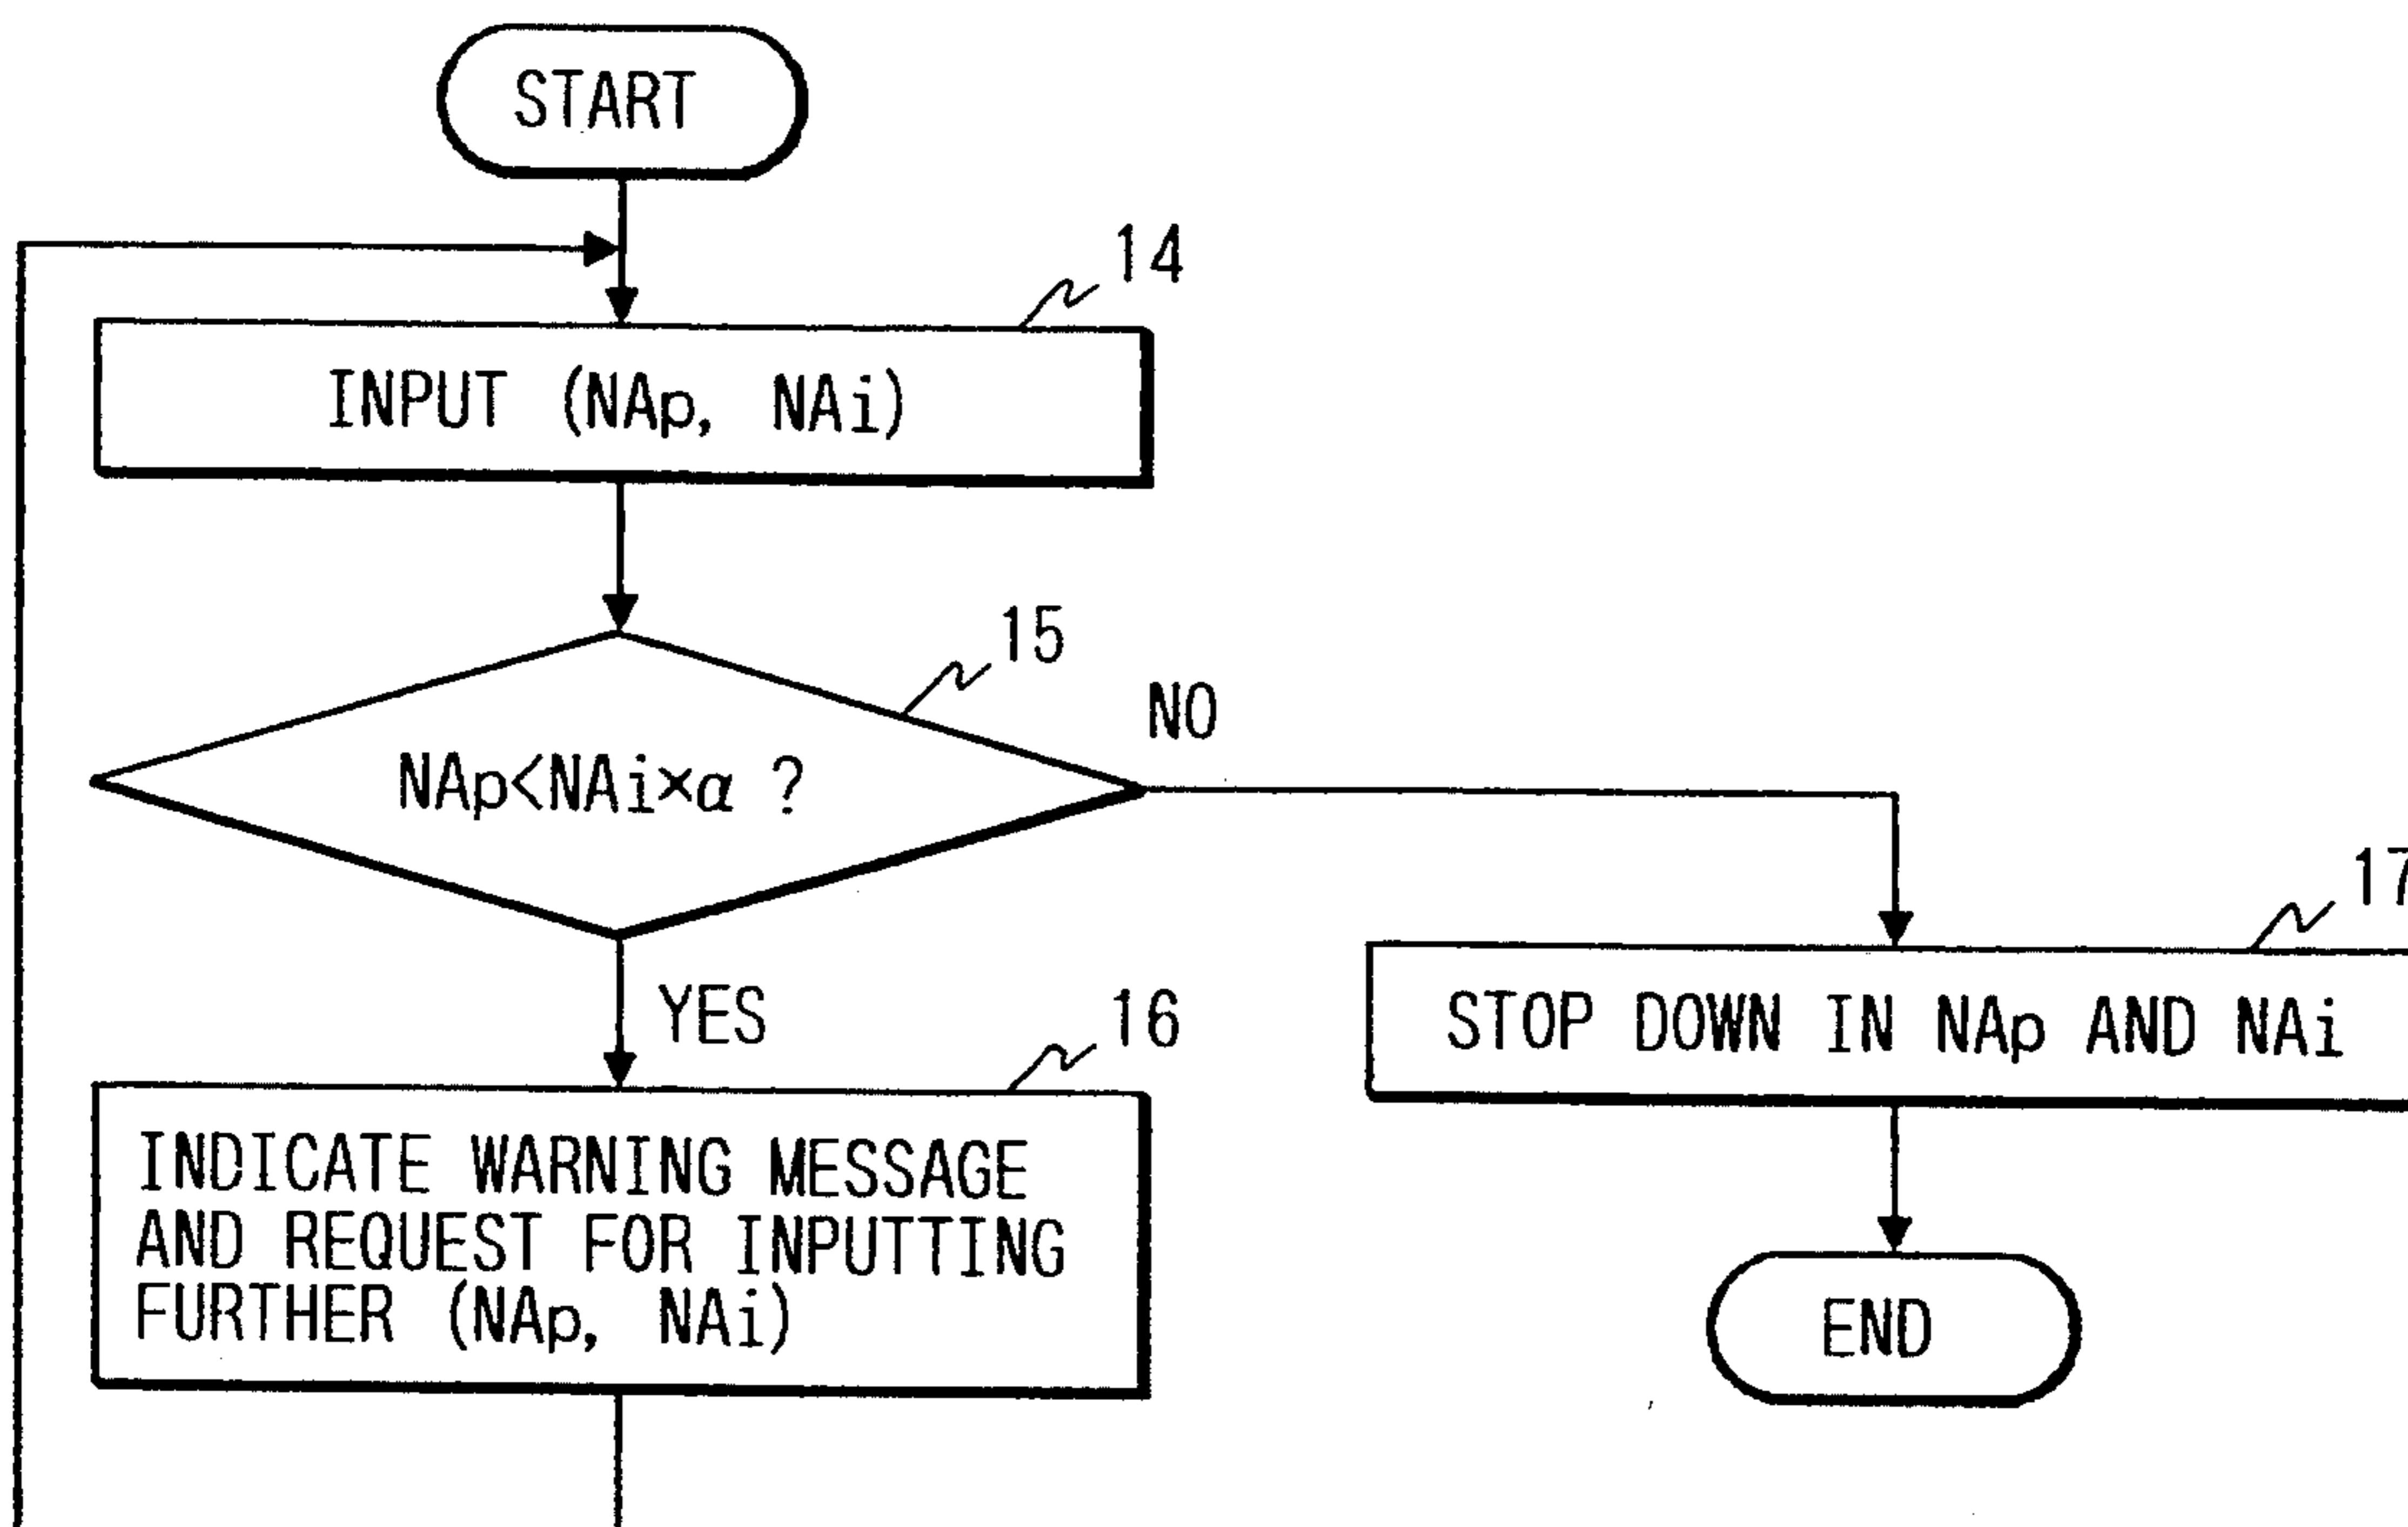 START
14
INPUT (NAp, NAi)
15
NO
NAp<NAi×α ?
17
STOP DOWN IN NAp AND NAi
YES
16
INDICATE WARNING MESSAGE
AND REQUEST FOR INPUTTING
FURTHER (NAp, NAi)
END